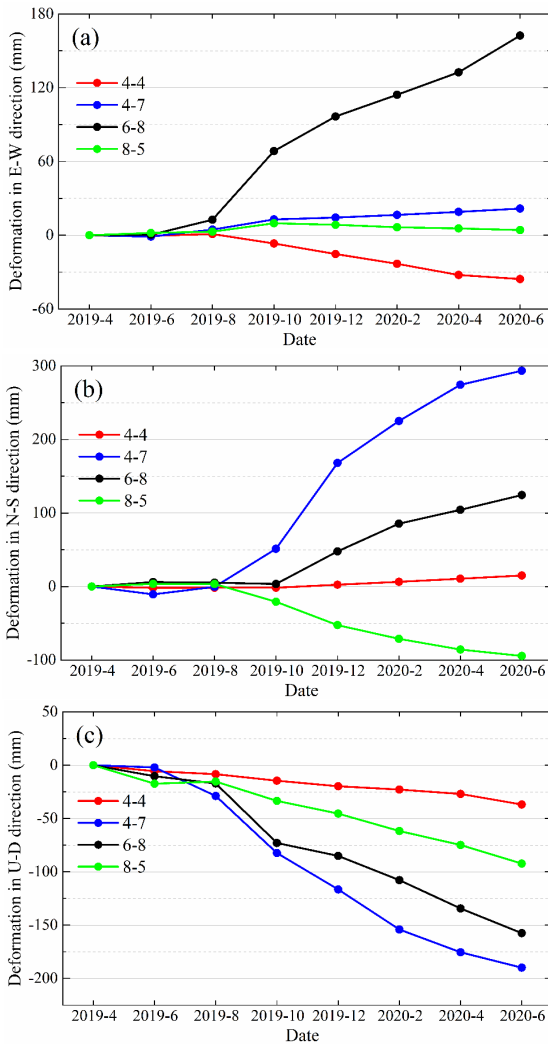 (a)
Deformation in E-W direction (mm)
180
120
60
0
-60
4-4
4-7
6-8
8-5
2019-4 2019-6 2019-8 2019-10 2019-12 2020-2 2020-4 2020-6
Date
(b)
Deformation in N-S direction (mm)
300
200
100
0
-100
4-4
4-7
6-8
8-5
2019-4 2019-6 2019-8 2019-10 2019-12 2020-2 2020-4 2020-6
Date
(c)
Deformation in U-D direction (mm)
50
0
-50
-100
-150
-200
4-4
4-7
6-8
8-5
2019-4 2019-6 2019-8 2019-10 2019-12 2020-2 2020-4 2020-6
Date